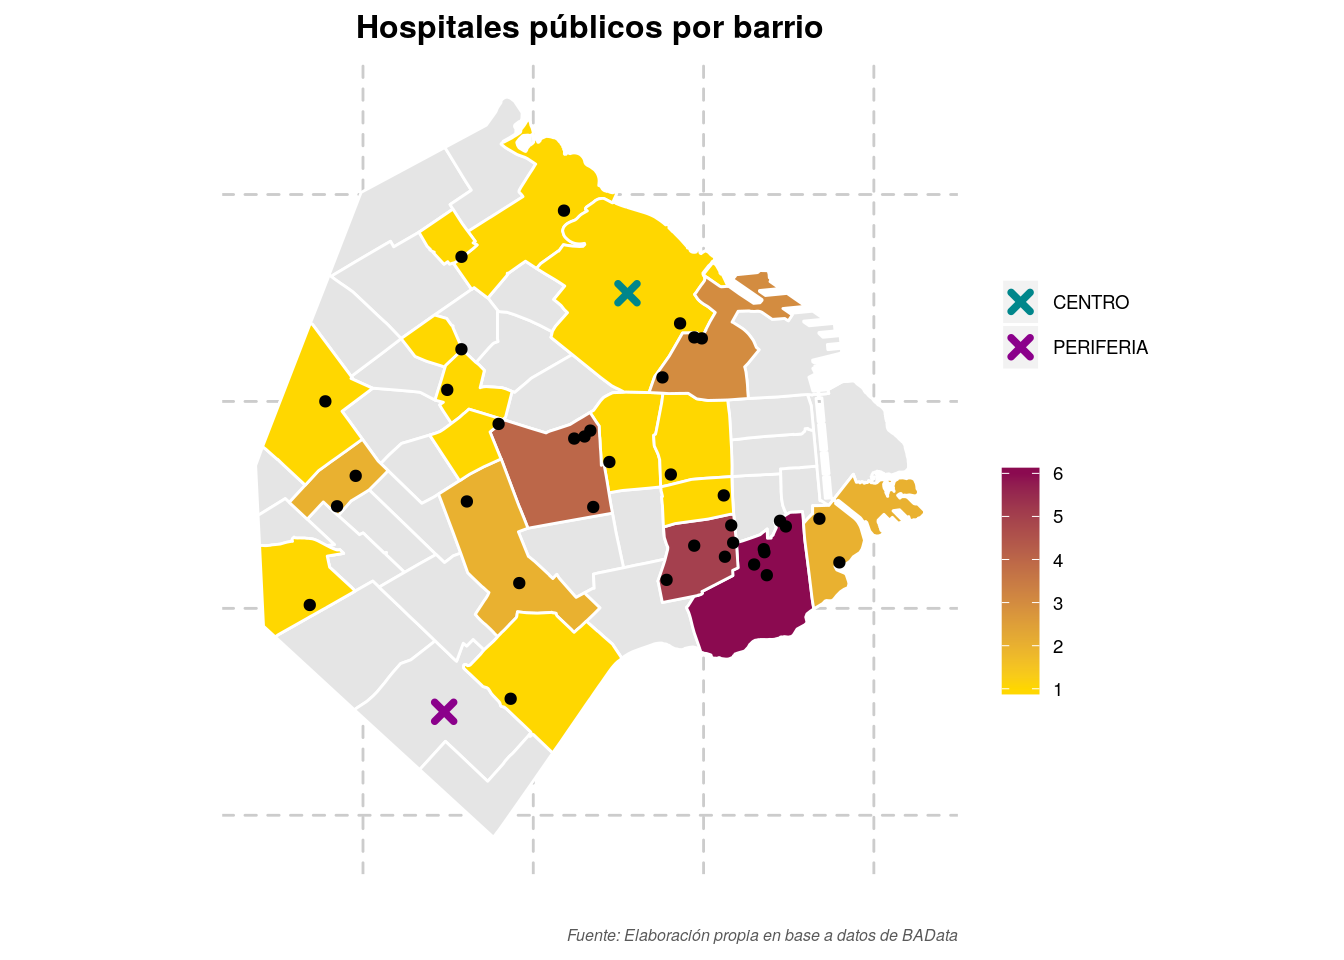 Hospitales públicos por barrio
CENTRO
PERIFERIA
6
5
4
3
2
1
Fuente: Elaboración propia en base a datos de BAData